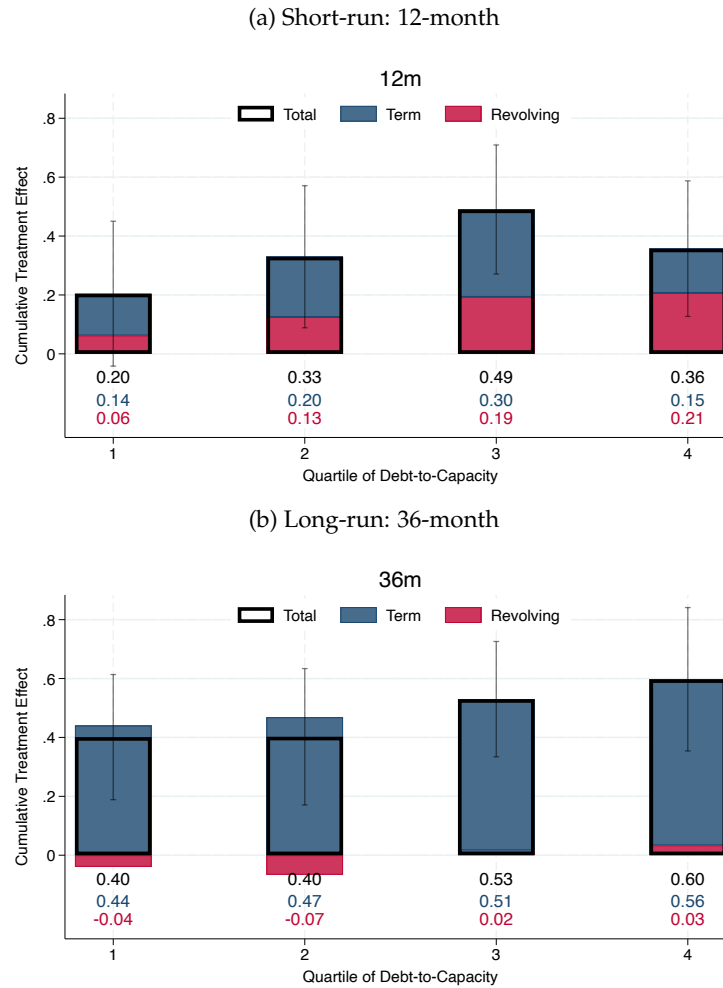 (a) Short-run: 12-month
12m
Total Term Revolving
Cumulative Treatment Effect
.8
.6
.4
.2
0
0.20 0.33 0.49 0.36
0.14 0.20 0.30 0.15
0.06 0.13 0.19 0.21
1 2 3 4
Quartile of Debt-to-Capacity
(b) Long-run: 36-month
36m
Total Term Revolving
Cumulative Treatment Effect
.8
.6
.4
.2
0
0.40 0.40 0.53 0.60
0.44 0.47 0.51 0.56
-0.04 -0.07 0.02 0.03
1 2 3 4
Quartile of Debt-to-Capacity